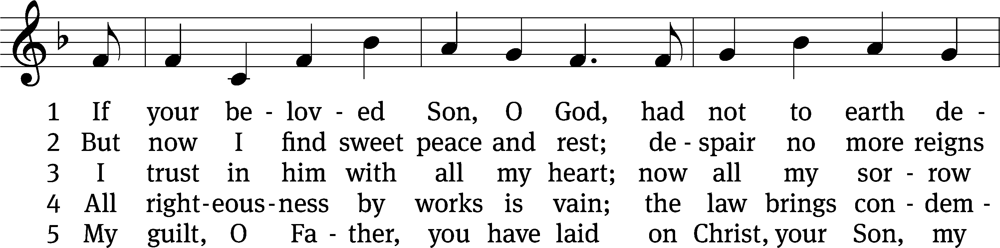 1 If your be - lov - ed Son, O God, had not to earth de -
2 But now I find sweet peace and rest; de - spair no more reigns
3 I trust in him with all my heart; now all my sor - row
4 All right - eous - ness by works is vain; the law brings con - dem -
5 My guilt, O Fa - ther, you have laid on Christ, your Son, my